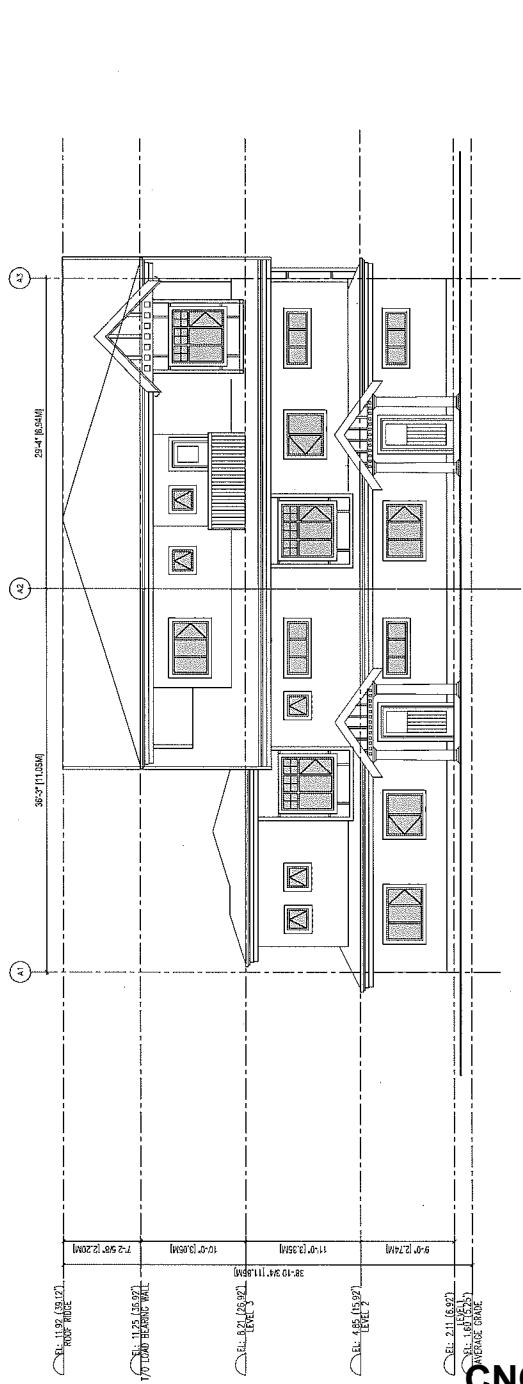 A1
A2
A3
36'-3" [11.05M]
29'-4" [8.94M]
7'-2 5/8" [2.20M]
10'-0" [3.05M]
11'-0" [3.35M]
9'-0" [2.74M]
38'-10 3/4" [11.86M]
EL: 11.92 (39.12')
ROOF RIDGE
EL: 11.25 (36.92')
T/O LOAD BEARING WALL
EL: 8.21 (26.92')
LEVEL 3
EL: 4.85 (15.92')
LEVEL 2
EL: 2.11 (6.92')
LEVEL 1
EL: 1.60 (5.25')
AVERAGE GRADE